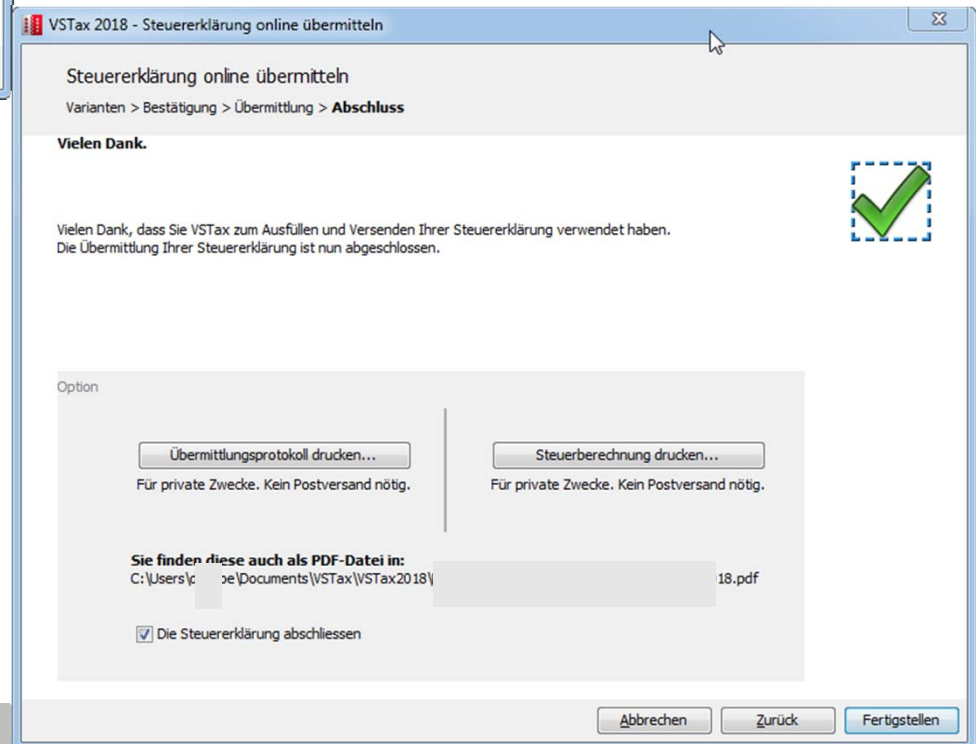 VSTax 2018 - Steuererklärung online übermitteln
Steuererklärung online übermitteln
Varianten > Bestätigung > Übermittlung > Abschluss
Vielen Dank.
Vielen Dank, dass Sie VSTax zum Ausfüllen und Versenden Ihrer Steuererklärung verwendet haben.
Die Übermittlung Ihrer Steuererklärung ist nun abgeschlossen.
Option
Übermittlungsprotokoll drucken... Steuerberechnung drucken...
Für private Zwecke. Kein Postversand nötig. Für private Zwecke. Kein Postversand nötig.
Sie finden diese auch als PDF-Datei in:
C:\Users\ \Documents\VSTax\VSTax2018\ 18.pdf
Die Steuererklärung abschliessen
Abbrechen Zurück Fertigstellen